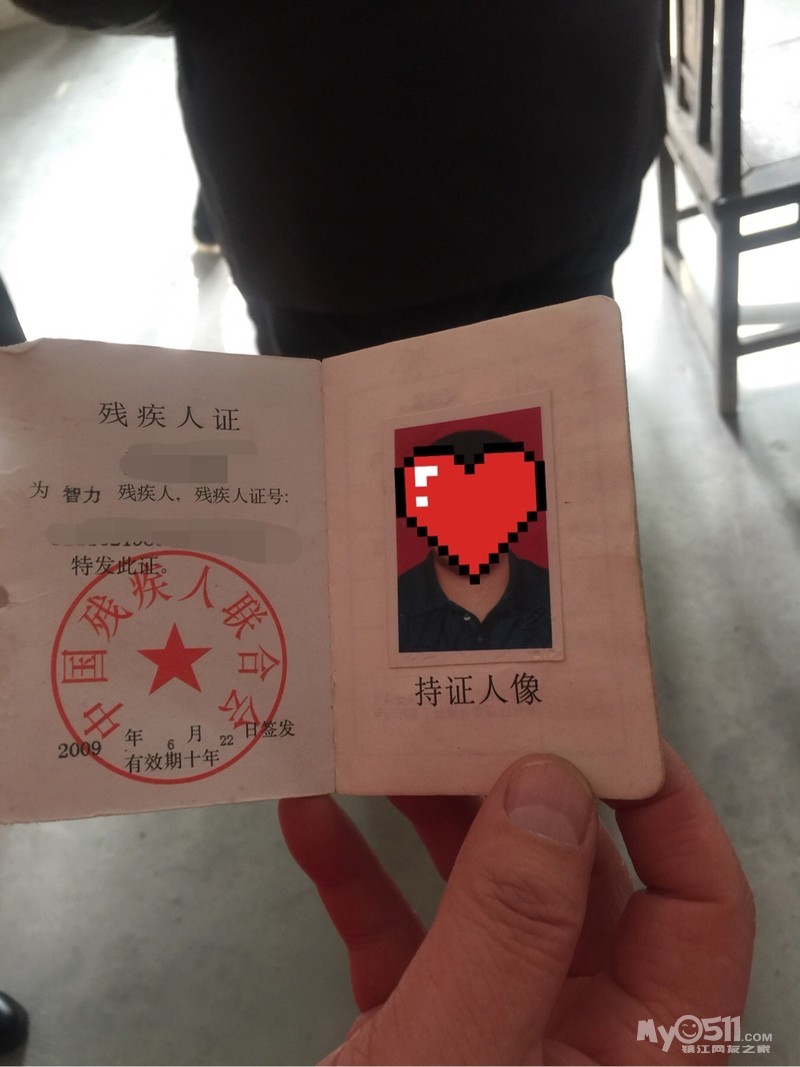 残疾人证
为 智力 残疾人，残疾人证号：
特发此证。
中国残疾人联合会
2009 年 6 月 22 日签发
有效期十年
持证人像
MY0511.COM
镇江网友之家